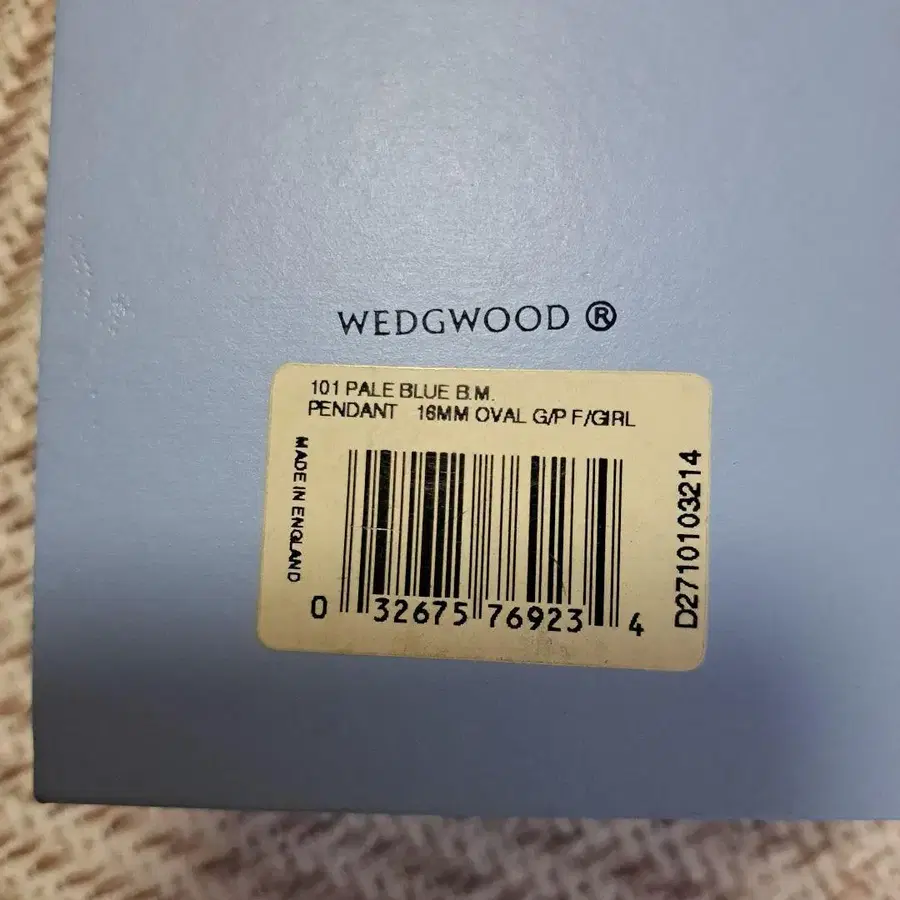 WEDGWOOD ®
101 PALE BLUE B.M.
PENDANT 16MM OVAL G/P F/GIRL
MADE IN ENGLAND
0 32675 76923 4
D2710103214